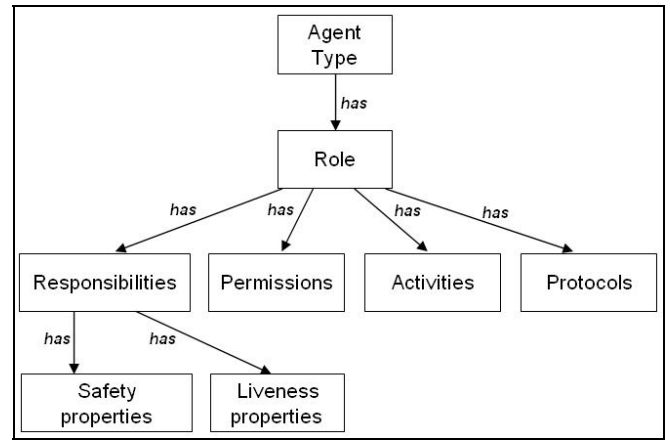 Agent
Type
has
Role
has
has
has
has
Responsibilities
Permissions
Activities
Protocols
has
has
Safety
properties
Liveness
properties